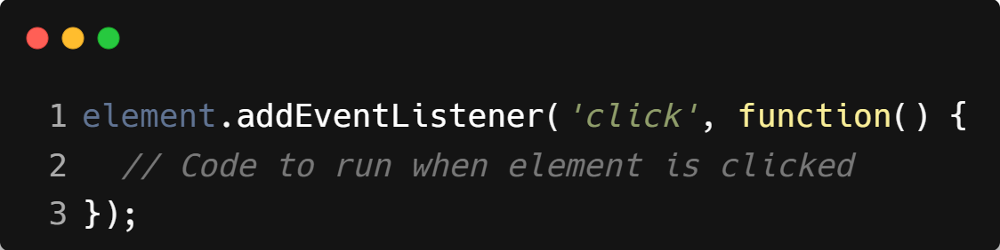 1 element.addEventListener('click', function() {
2   // Code to run when element is clicked
3 });